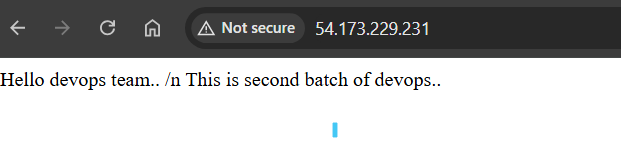 Not secure 54.173.229.231
Hello devops team.. /n This is second batch of devops..